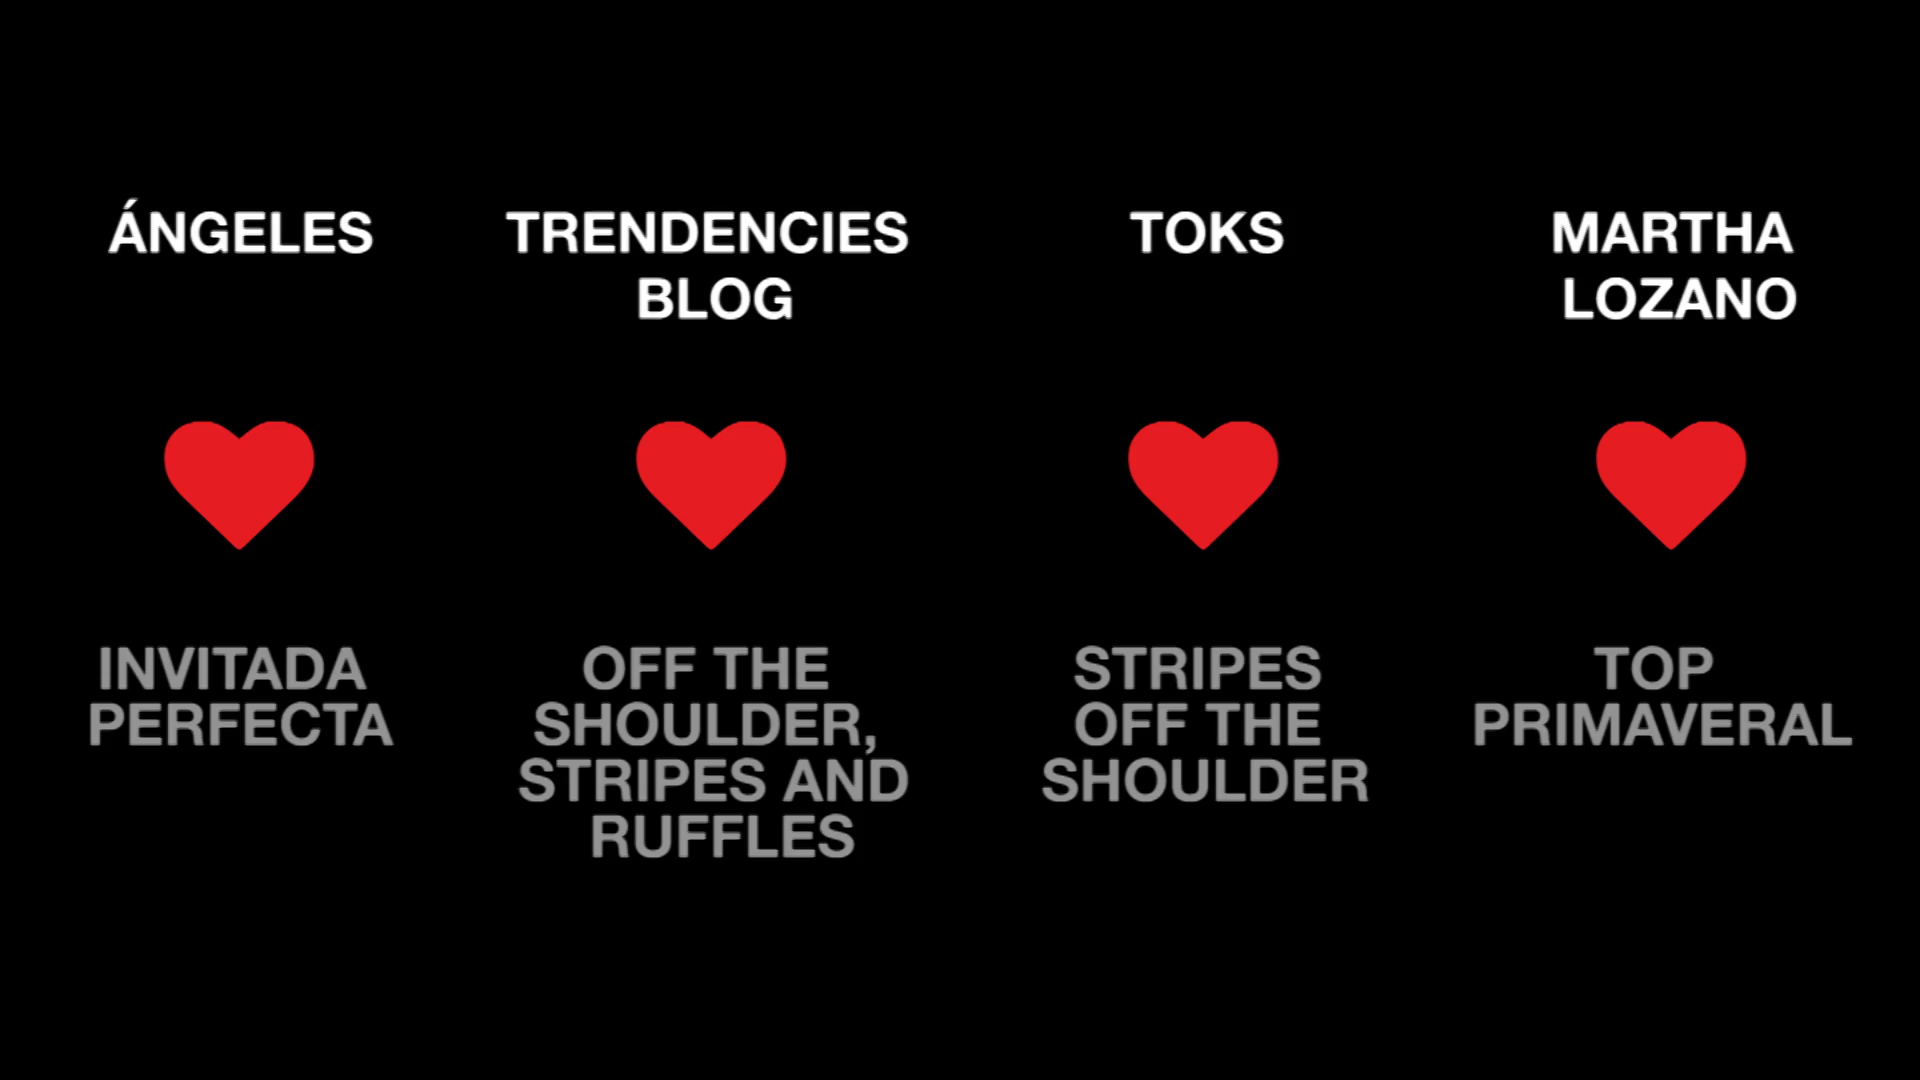 ÁNGELES
TRENDENCIES
BLOG
TOKS
MARTHA
LOZANO
INVITADA
PERFECTA
OFF THE
SHOULDER,
STRIPES AND
RUFFLES
STRIPES
OFF THE
SHOULDER
TOP
PRIMAVERAL